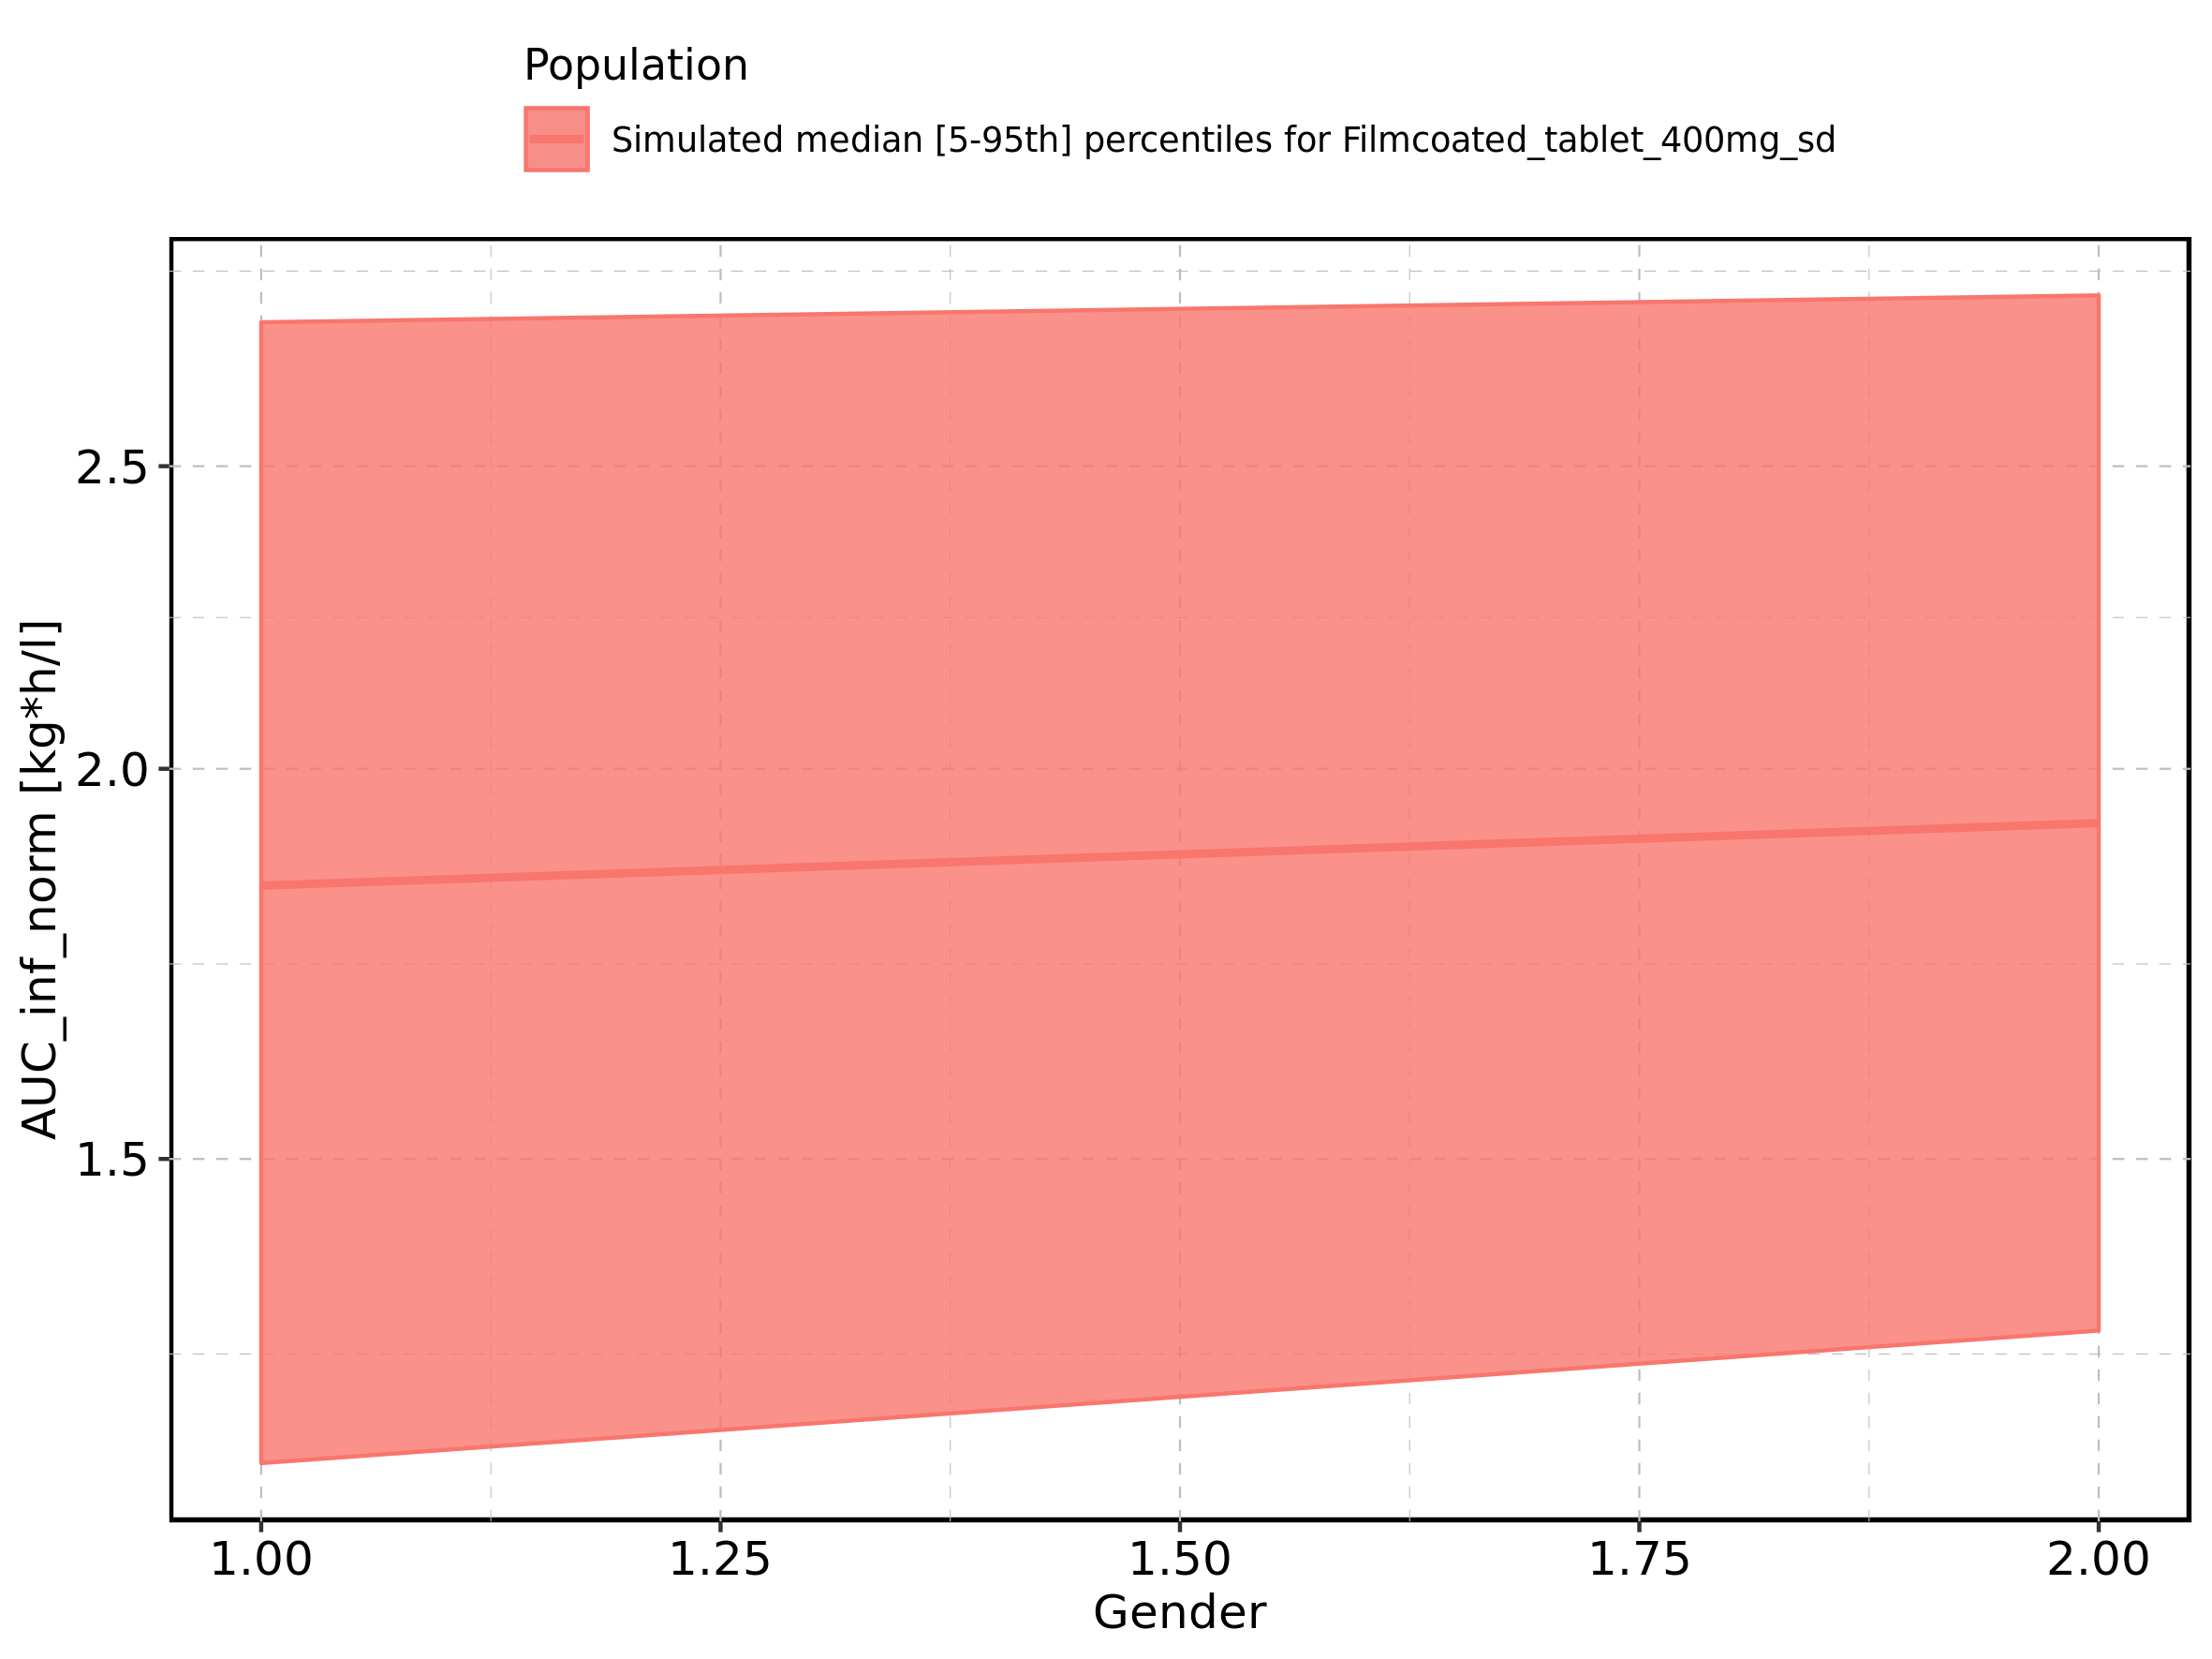 Population
Simulated median [5-95th] percentiles for Filmcoated_tablet_400mg_sd
AUC_inf_norm [kg*h/l]
2.5
2.0
1.5
1.00 1.25 1.50 1.75 2.00
Gender